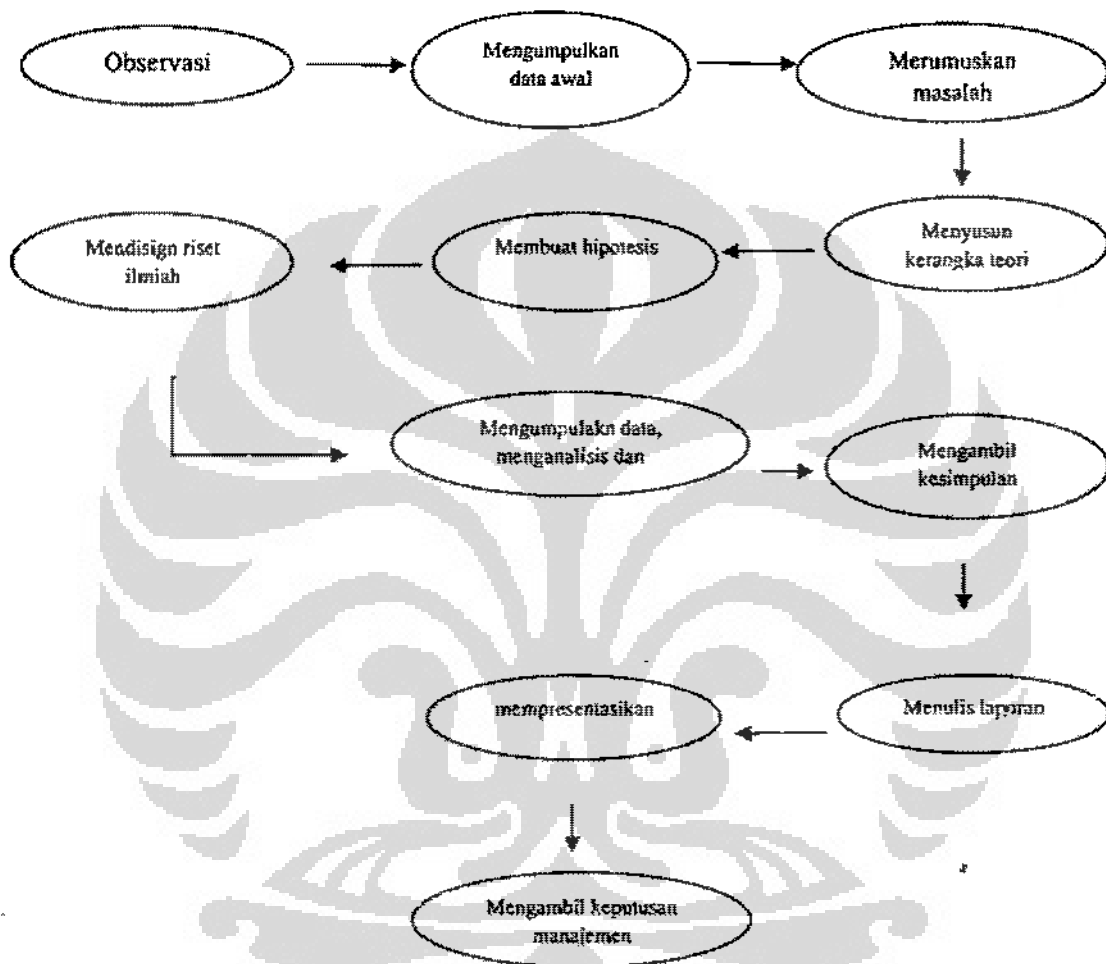 Observasi
Mengumpulkan
data awal
Merumuskan
masalah
Menyusun
kerangka teori
Membuat hipotesis
Mendisign riset
ilmiah
Mengumpulakn data,
menganalisis dan
Mengambil
kesimpulan
Menulis laporan
mempresentasikan
Mengambil keputusan
manajemen